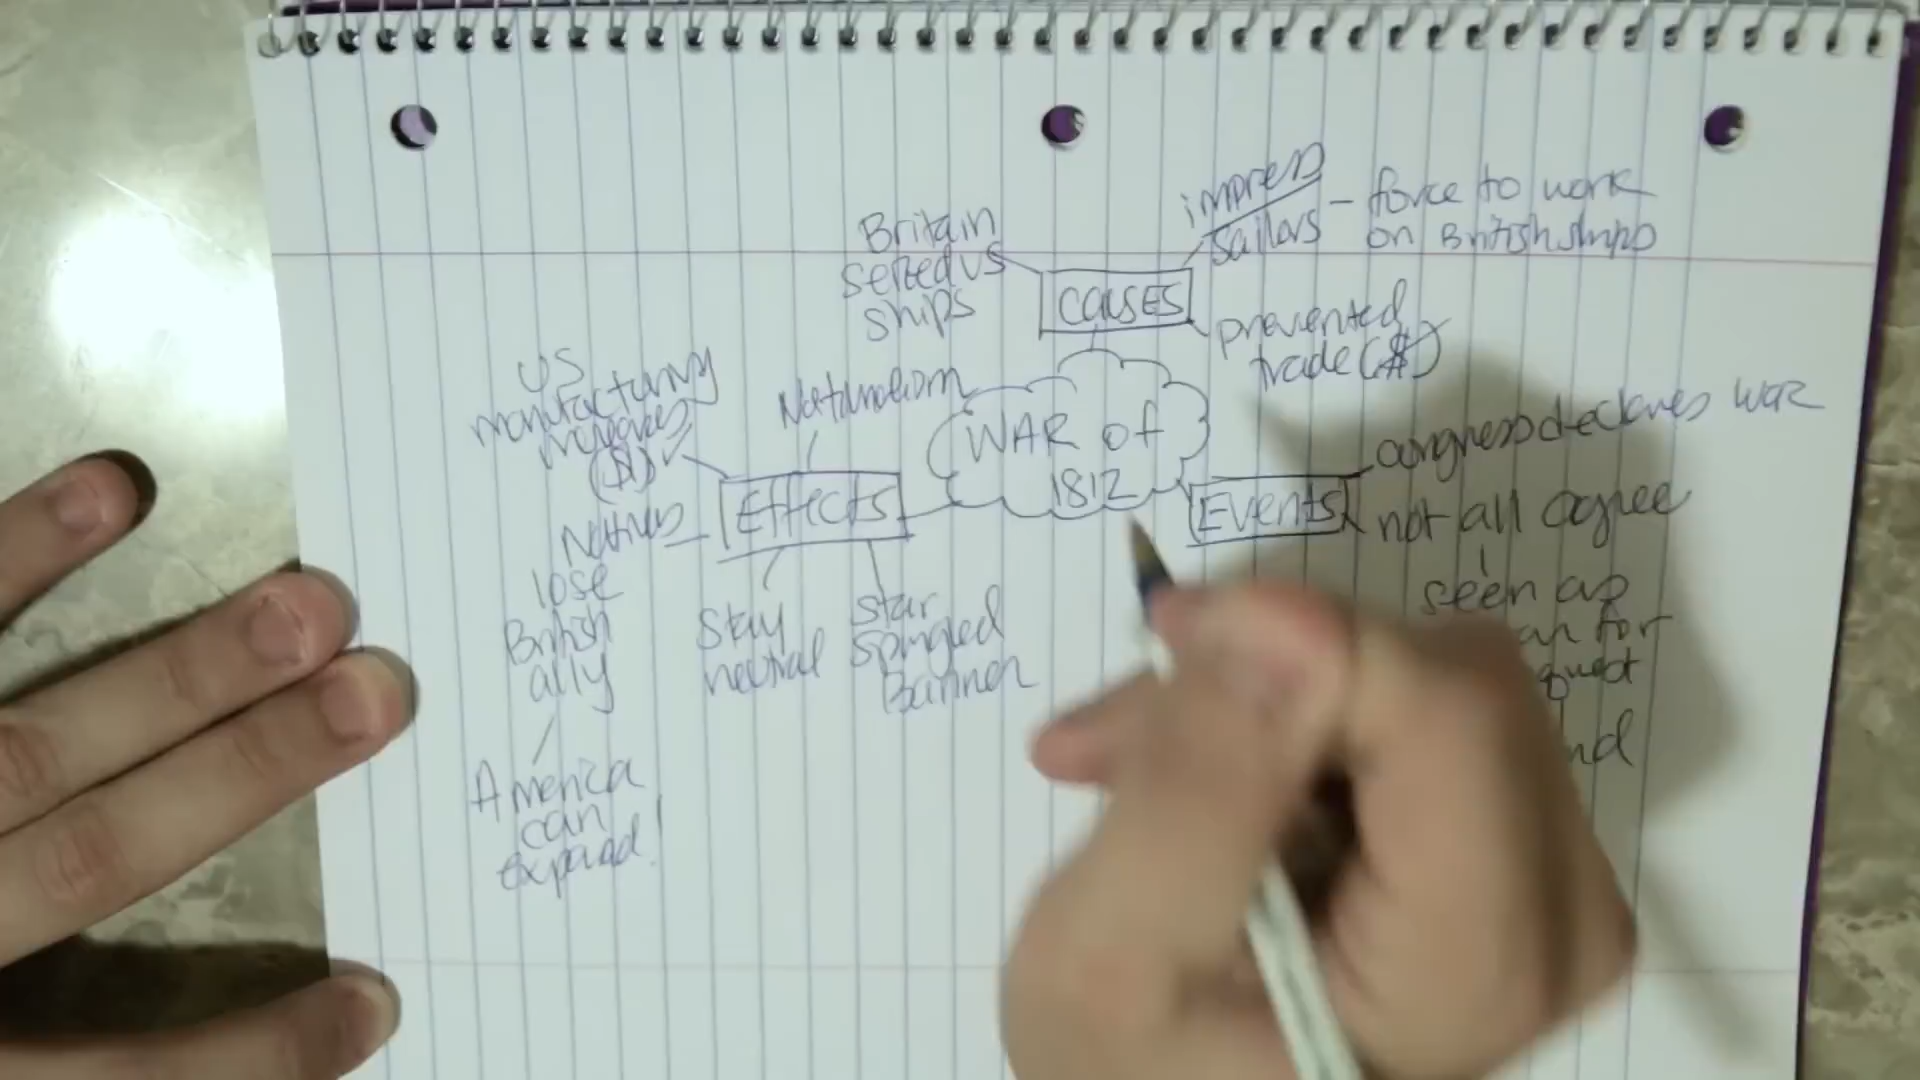 impress
sailors - force to work
on British ships
Britain
seized US
ships
CAUSES
prevented
trade ($)
US
manufacturing
increases
($)
Nationalism
WAR of
1812
congress declares war
Effects
Events
not all agree
Natives
lose
British
ally
Stay
neutral
star
spangled
banner
seen as
for
America
can
expand!